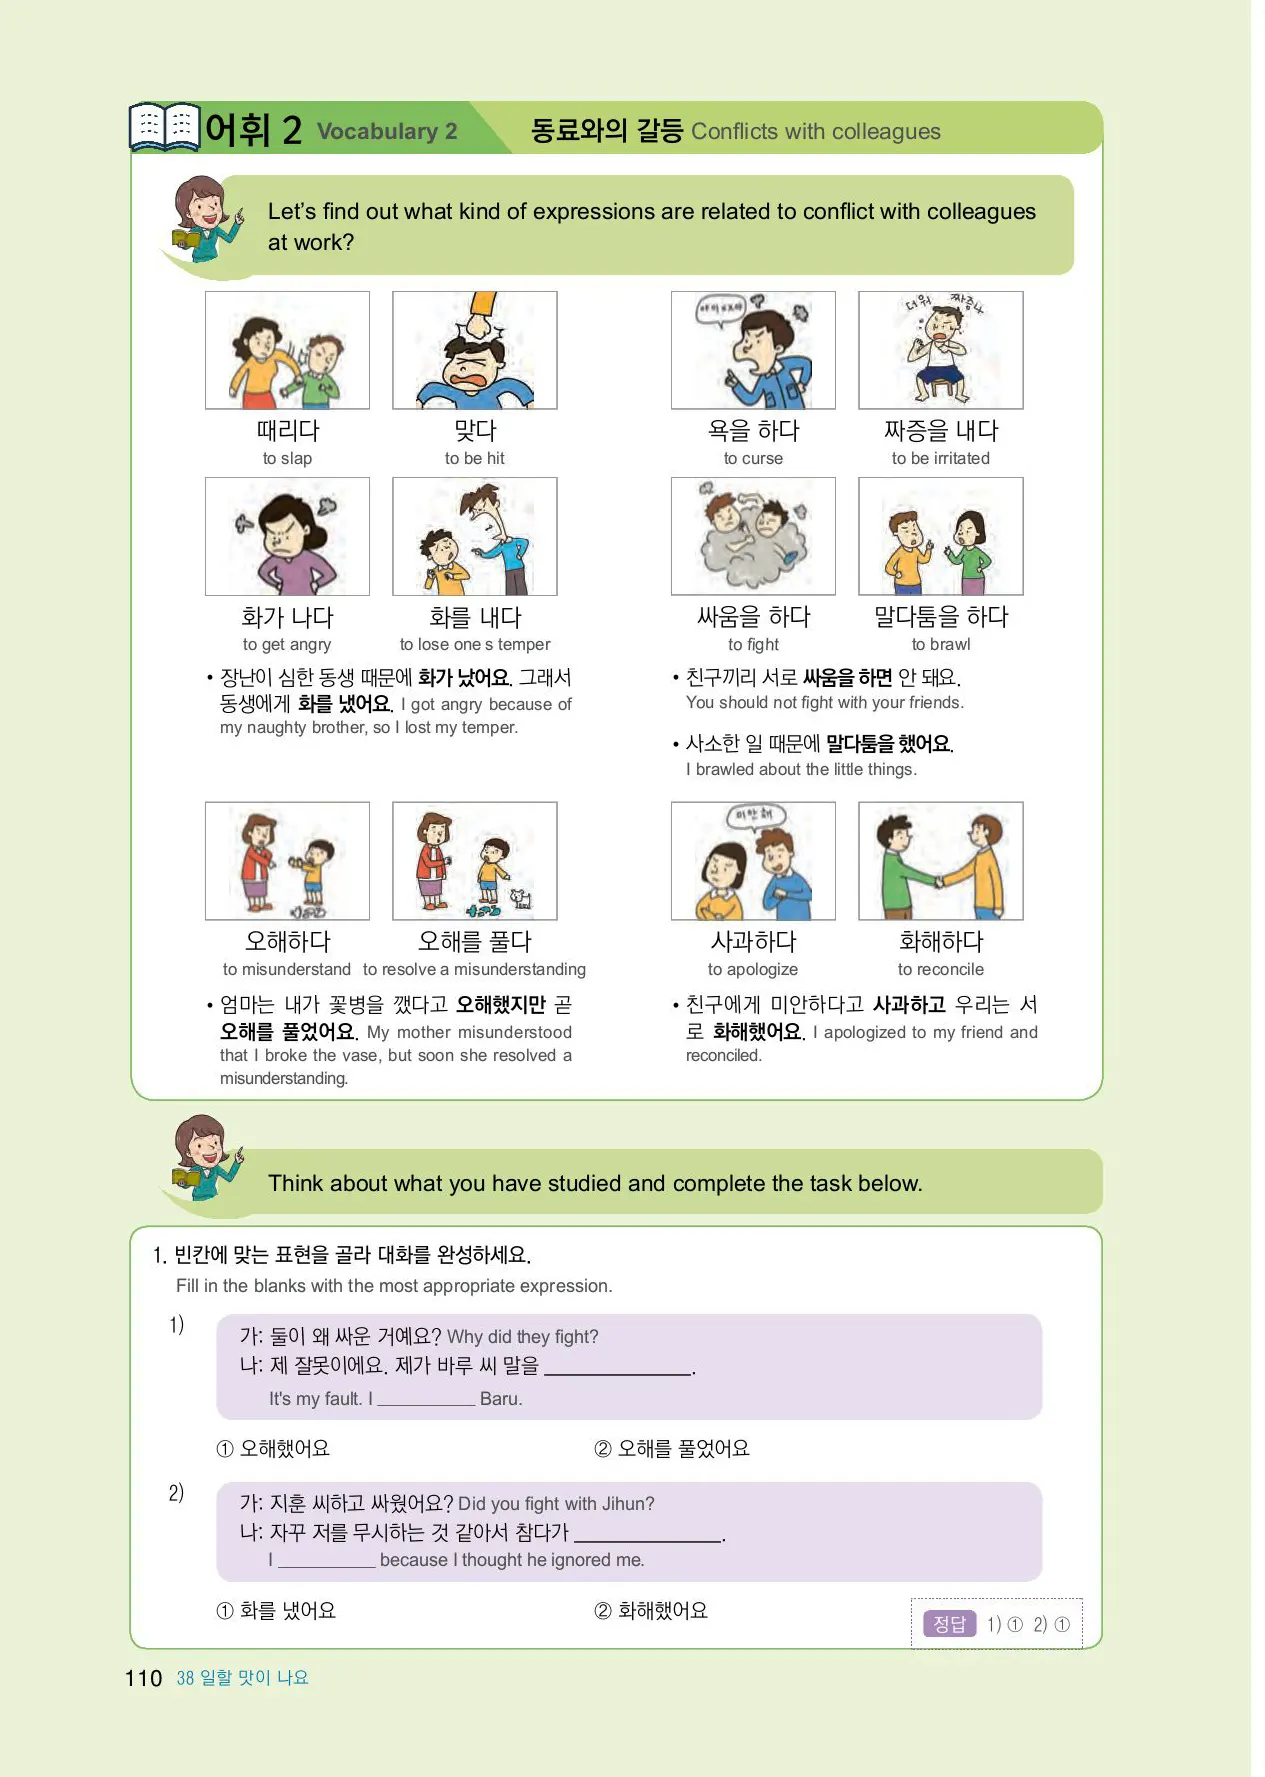 어휘 2 Vocabulary 2 동료와의 갈등 Conflicts with colleagues
Let’s find out what kind of expressions are related to conflict with colleagues
at work?
더워 짜증나
때리다 맞다 욕을 하다 짜증을 내다
to slap to be hit to curse to be irritated
화가 나다 화를 내다 싸움을 하다 말다툼을 하다
to get angry to lose one s temper to fight to brawl
• 장난이 심한 동생 때문에 화가 났어요. 그래서
동생에게 화를 냈어요. I got angry because of
my naughty brother, so I lost my temper.
• 친구끼리 서로 싸움을 하면 안 돼요.
You should not fight with your friends.
• 사소한 일 때문에 말다툼을 했어요.
I brawled about the little things.
미안해
오해하다 오해를 풀다 사과하다 화해하다
to misunderstand to resolve a misunderstanding to apologize to reconcile
• 엄마는 내가 꽃병을 깼다고 오해했지만 곧
오해를 풀었어요. My mother misunderstood
that I broke the vase, but soon she resolved a
misunderstanding.
• 친구에게 미안하다고 사과하고 우리는 서
로 화해했어요. I apologized to my friend and
reconciled.
Think about what you have studied and complete the task below.
1. 빈칸에 맞는 표현을 골라 대화를 완성하세요.
Fill in the blanks with the most appropriate expression.
1)
가: 둘이 왜 싸운 거예요? Why did they fight?
나: 제 잘못이에요. 제가 바루 씨 말을 ______________.
It's my fault. I __________ Baru.
① 오해했어요 ② 오해를 풀었어요
2)
가: 지훈 씨하고 싸웠어요? Did you fight with Jihun?
나: 자꾸 저를 무시하는 것 같아서 참다가 ______________.
I __________ because I thought he ignored me.
① 화를 냈어요 ② 화해했어요
정답 1) ① 2) ①
110 38 일할 맛이 나요